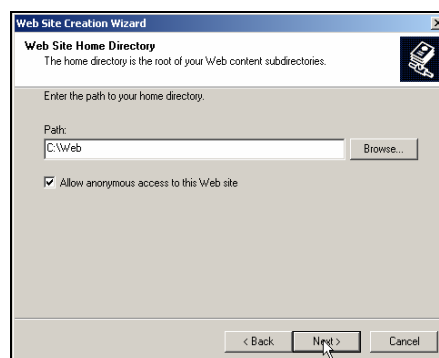 Web Site Creation Wizard
Web Site Home Directory
The home directory is the root of your Web content subdirectories.
Enter the path to your home directory.
Path:
C:\Web
Browse...
Allow anonymous access to this Web site
< Back
Next >
Cancel